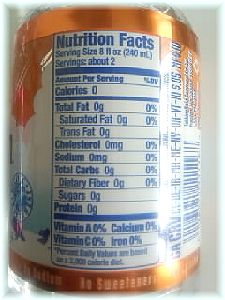 Nutrition Facts
Serving Size 8 fl oz (240 mL)
Servings: about 2
Amount Per Serving %DV
Calories 0
Total Fat 0g 0%
Saturated Fat 0g 0%
Trans Fat 0g
Cholesterol 0mg 0%
Sodium 0mg 0%
Total Carbs 0g 0%
Dietary Fiber 0g 0%
Sugars 0g
Protein 0g
Vitamin A 0% Calcium 0%
Vitamin C 0% Iron 0%
*Percent Daily Values are based
on a 2,000 calorie diet.
Sodium No Sweeteners